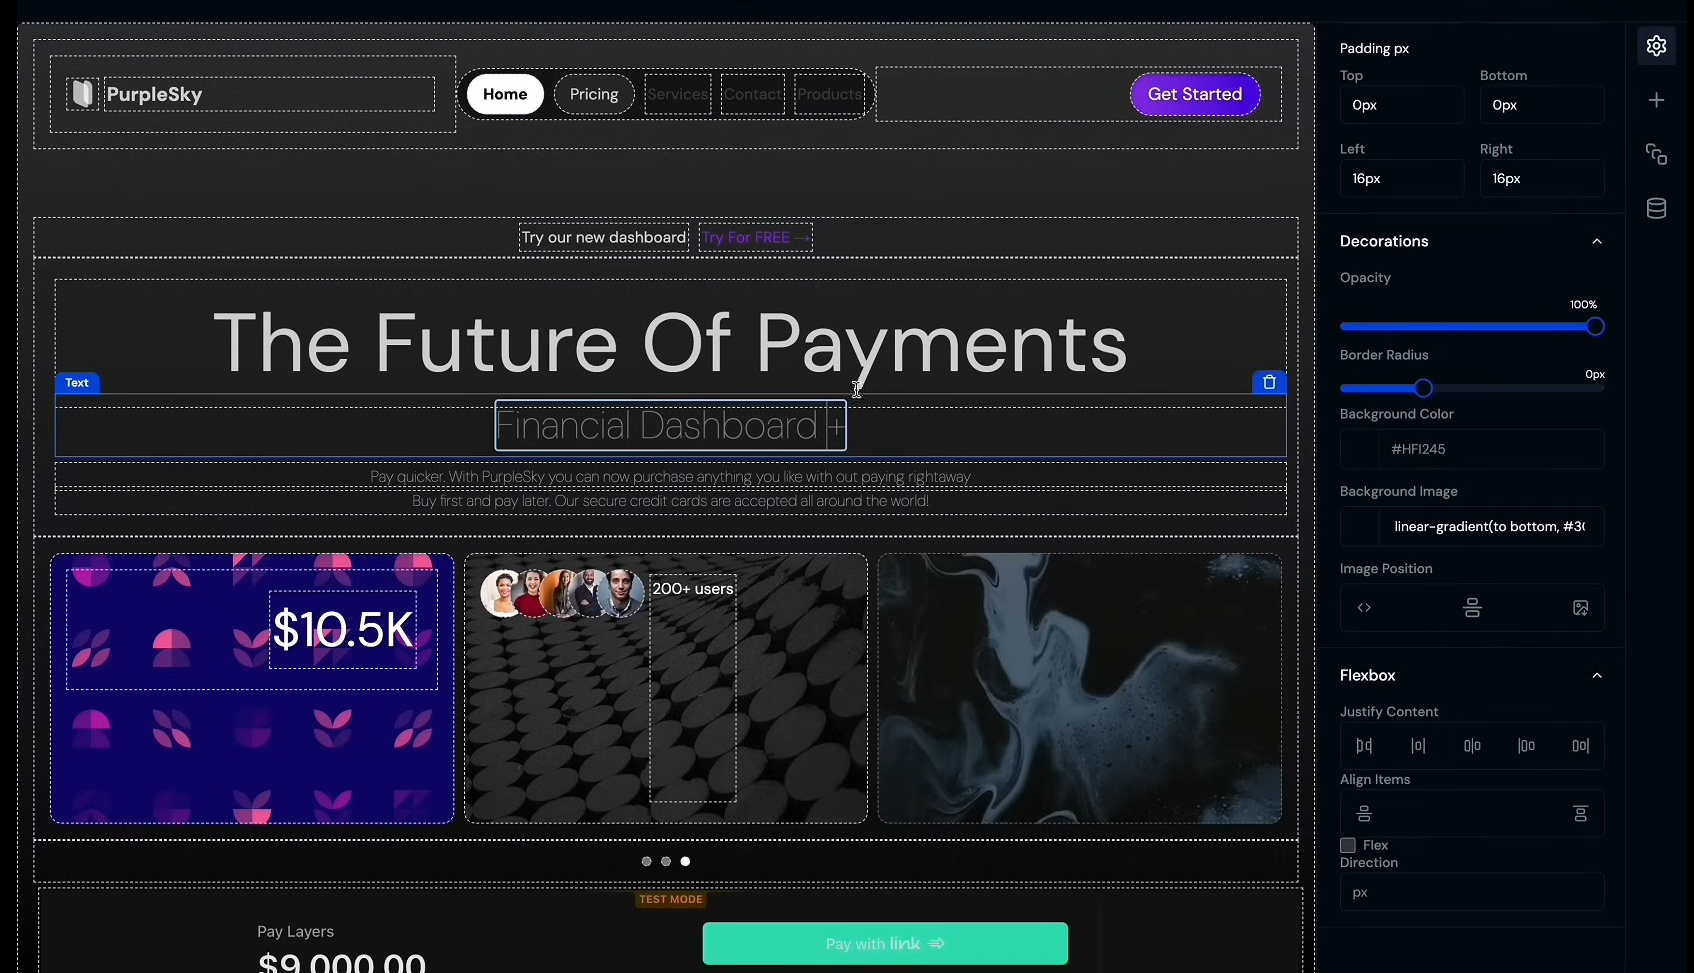 Padding px
Top
Bottom
0px
0px
Left
Right
16px
16px
PurpleSky
Home
Pricing
Services
Contact
Products
Get Started
Try our new dashboard
Try For FREE →
The Future Of Payments
Text
Financial Dashboard +
Pay quicker. With PurpleSky you can now purchase anything you like with out paying rightaway
Buy first and pay later. Our secure credit cards are accepted all around the world!
$10.5K
200+ users
TEST MODE
Pay Layers
$9,000.00
Pay with link
Decorations
Opacity
100%
Border Radius
0px
Background Color
#HFI245
Background Image
linear-gradient(to bottom, #30
Image Position
Flexbox
Justify Content
Align Items
Flex
Direction
px